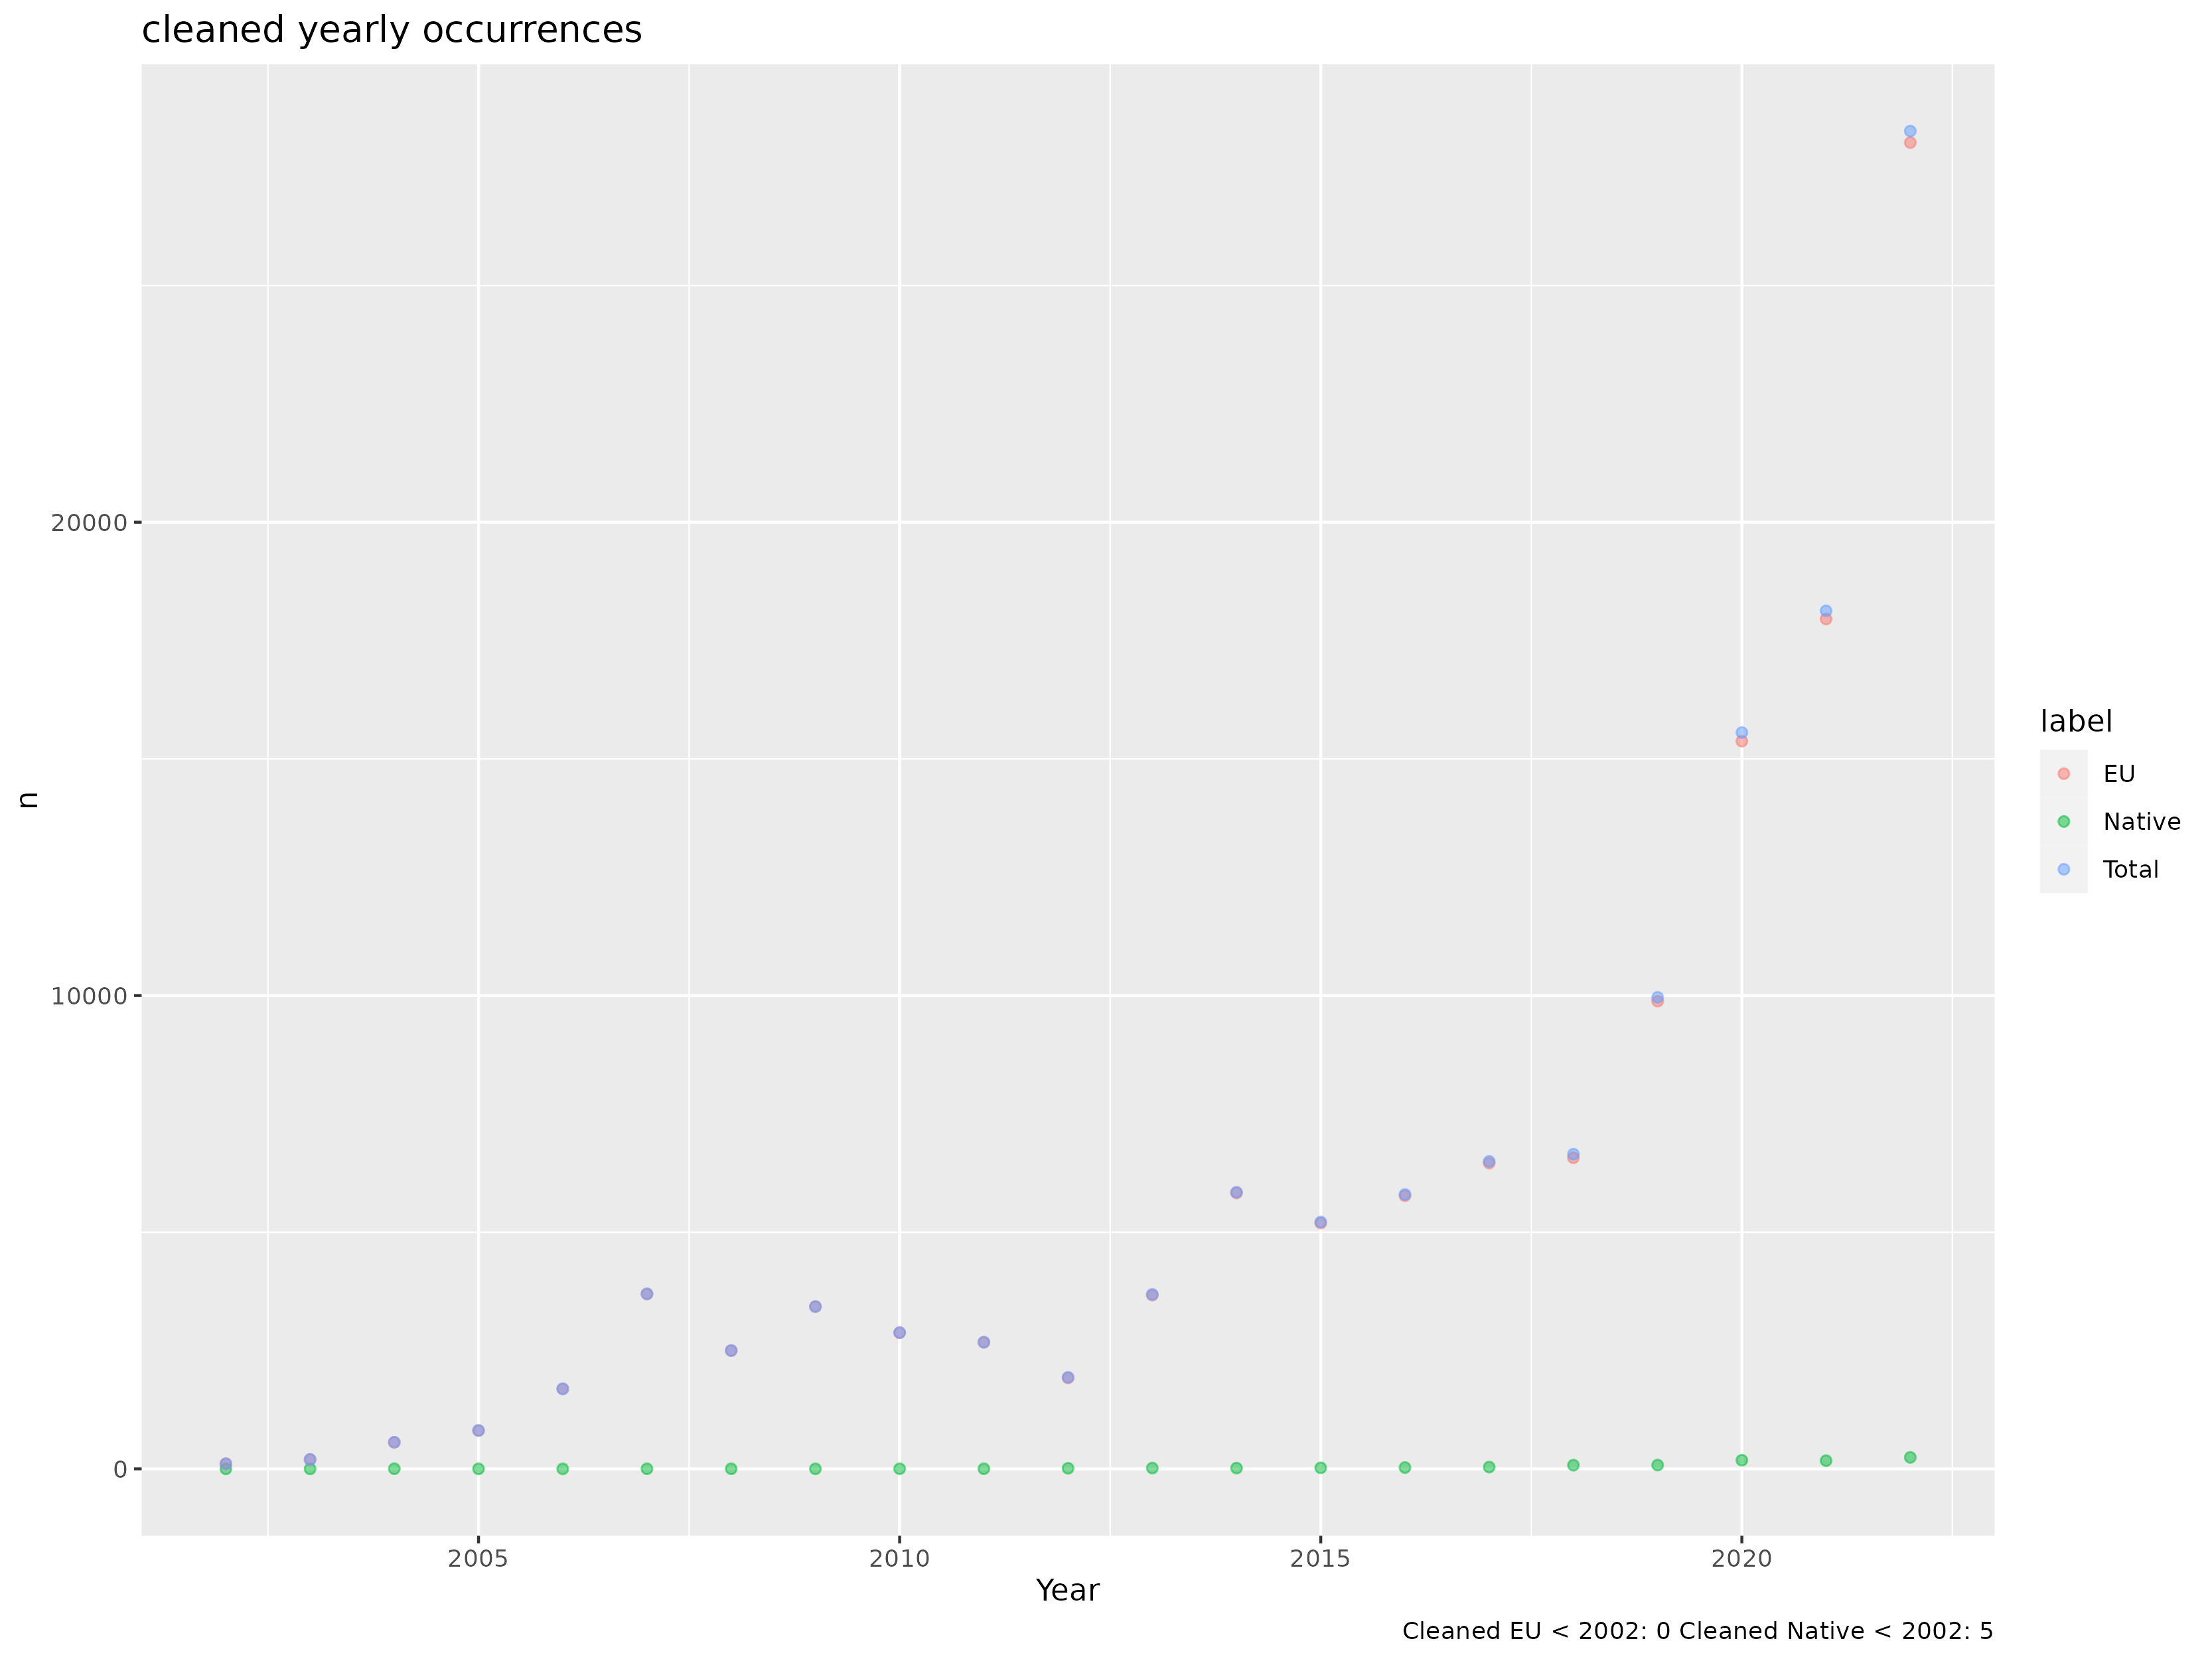 cleaned yearly occurrences
n
20000
10000
0
2005 2010 2015 2020
Year
label
EU
Native
Total
Cleaned EU < 2002: 0 Cleaned Native < 2002: 5